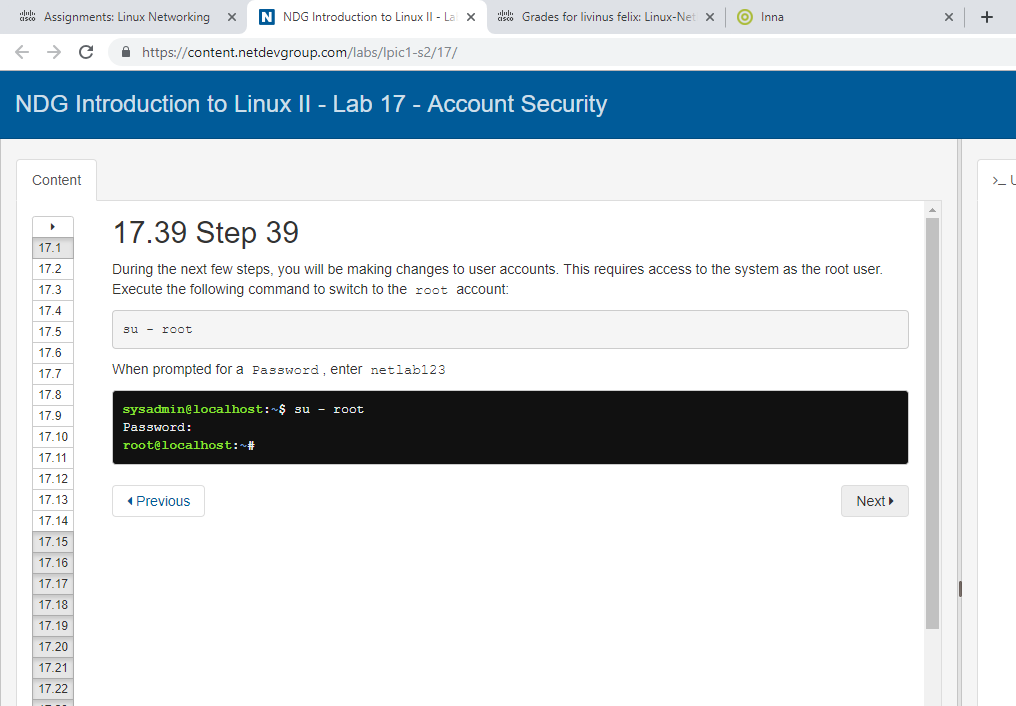 Assignments: Linux Networking
NDG Introduction to Linux II - La
Grades for livinus felix: Linux-Net
Inna
https://content.netdevgroup.com/labs/lpic1-s2/17/
NDG Introduction to Linux II - Lab 17 - Account Security
Content
>_ U
17.1
17.2
17.3
17.4
17.5
17.6
17.7
17.8
17.9
17.10
17.11
17.12
17.13
17.14
17.15
17.16
17.17
17.18
17.19
17.20
17.21
17.22
17.39 Step 39
During the next few steps, you will be making changes to user accounts. This requires access to the system as the root user.
Execute the following command to switch to the root account:
su - root
When prompted for a Password, enter netlab123
sysadmin@localhost:~$ su - root
Password:
root@localhost:~#
Previous
Next